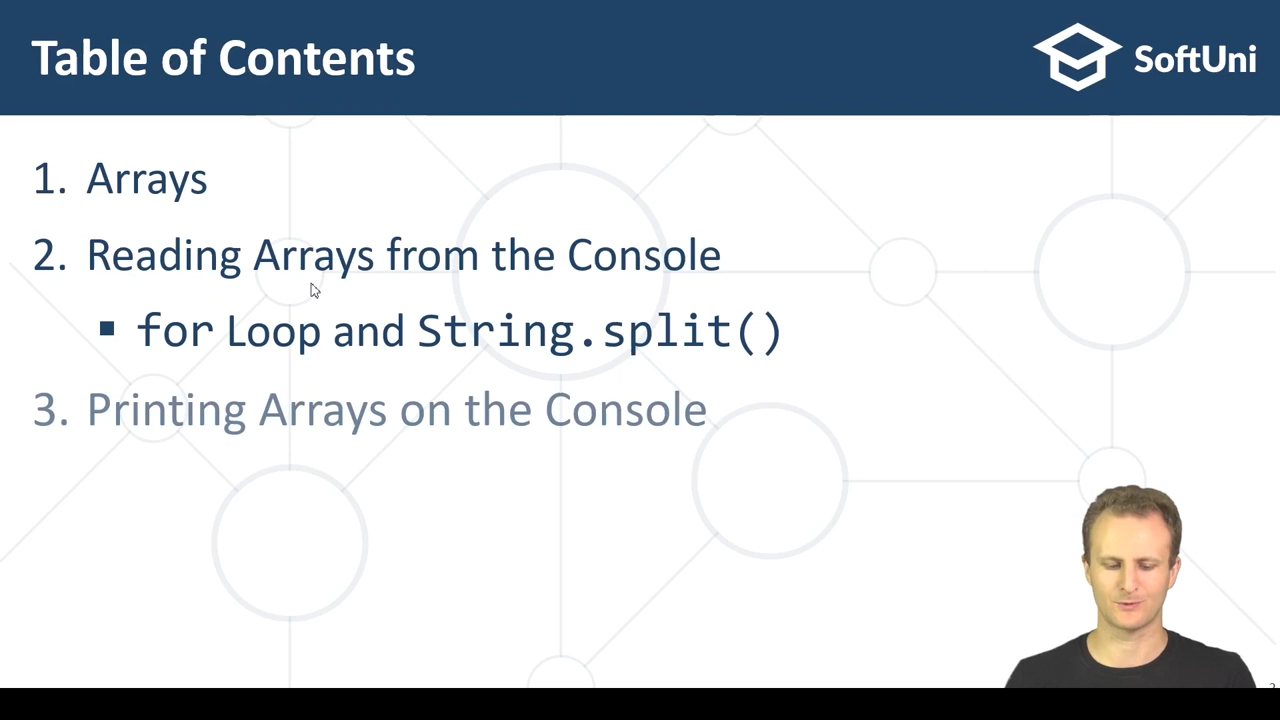 Table of Contents
SoftUni
1. Arrays
2. Reading Arrays from the Console
▪ for Loop and String.split()
3. Printing Arrays on the Console